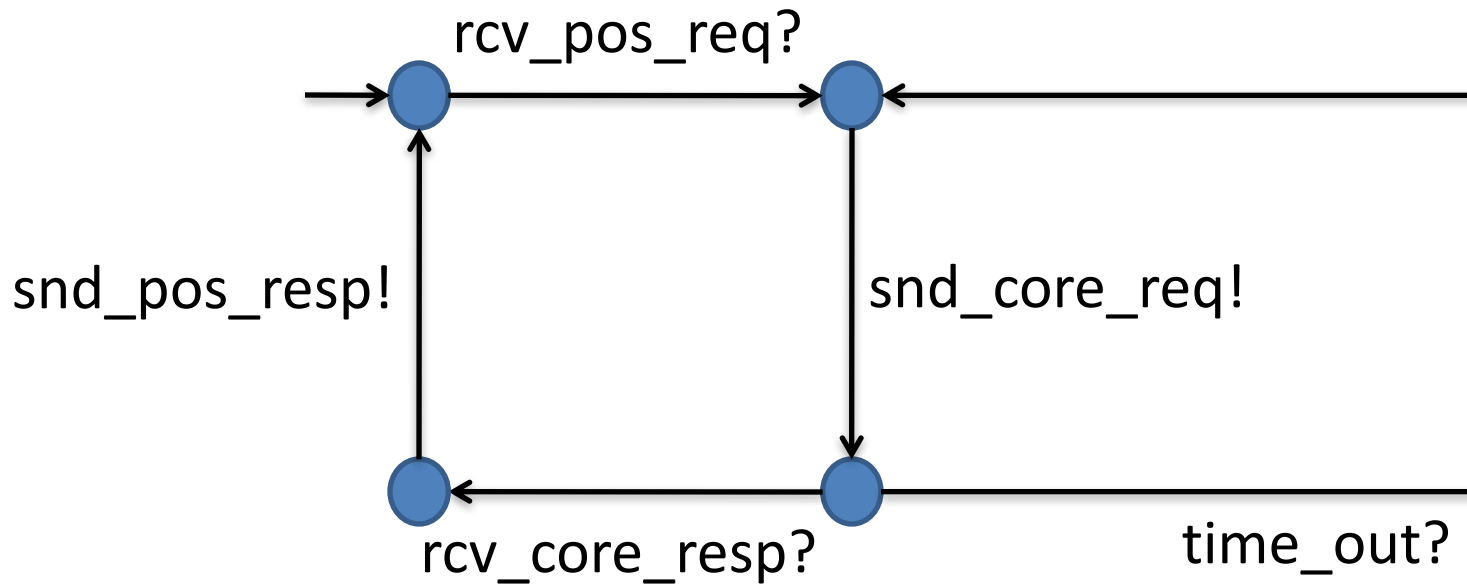 rcv_pos_req?
snd_pos_resp!
snd_core_req!
rcv_core_resp?
time_out?